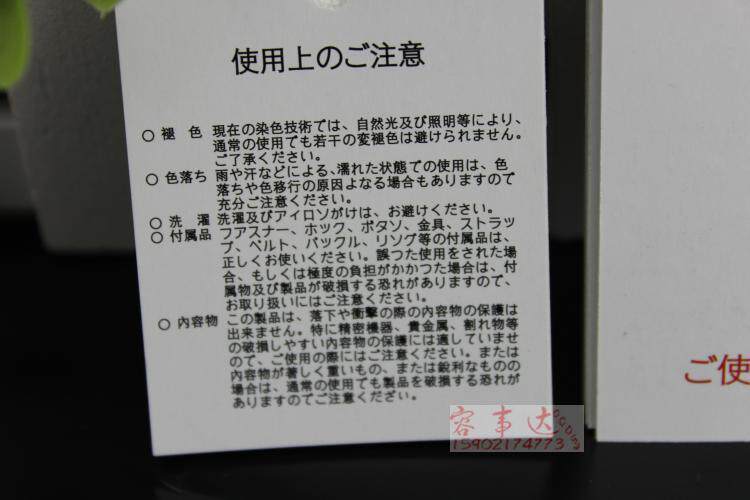 使用上のご注意
○ 褪 色 現在の染色技術では、自然光及び照明等により、
通常の使用でも若干の変褪色は避けられません。
ご了承ください。
○ 色落ち 雨や汗などによる、濡れた状態での使用は、色
落ちや色移行の原因よなる場合もありますので
充分ご注意ください。
○ 洗 濯 洗濯及びアイロソがけは、お避けください。
○ 付属品 フアスナー、ホック、ボタソ、金具、ストラッ
プ、ベルト、バックル、リソグ等の付属品は、
正しくお使いください。誤つた使用をされた場
合、もしくは極度の負担がかかつた場合は、付
属物及び製品が破損する恐れがありますので、
お取り扱いにはご注意ください。
○ 内容物 この製品は、落下や衝撃の際の内容物の保護は
出来ません。特に精密機器、貴金属、割れ物等
の破損しやすい内容物の保護には適していませ
ので、ご使用の際にはご注意ください。または
内容物が著しく重いもの、または鋭利なものの
場合は、通常の使用でも製品を破損する恐れが
ありますのてご注意ください。
ご使
容事达
15902174773